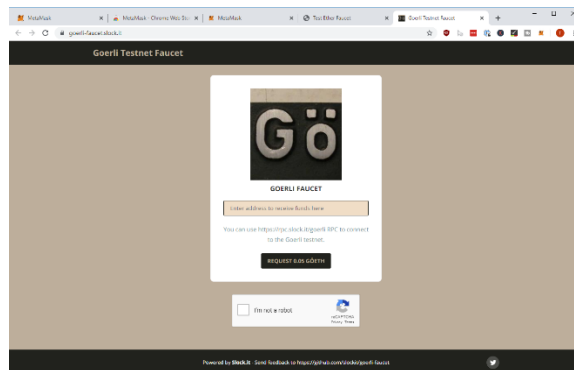 MetaMask
MetaMask - Chrome Web Sto
MetaMask
Test Ether Faucet
Goerli Testnet Faucet
goerli-faucet.slock.it
Goerli Testnet Faucet
Gö
GOERLI FAUCET
Enter address to receive funds here
You can use https://rpc.slock.it/goerli RPC to connect
to the Goerli testnet.
REQUEST 0.05 GÖETH
I'm not a robot
reCAPTCHA
Privacy - Terms
Powered by Slock.it - Send feedback to https://github.com/slockit/goerli-faucet